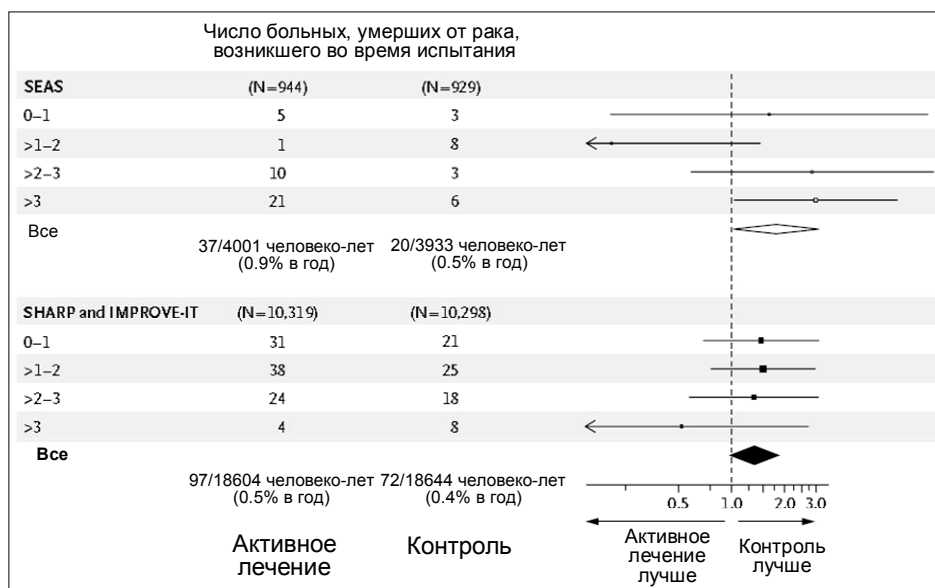 Число больных, умерших от рака,
возникшего во время испытания
SEAS (N=944) (N=929)
0–1 5 3
>1–2 1 8
>2–3 10 3
>3 21 6
Все
37/4001 человеко-лет 20/3933 человеко-лет
(0.9% в год) (0.5% в год)
SHARP and IMPROVE-IT (N=10,319) (N=10,298)
0–1 31 21
>1–2 38 25
>2–3 24 18
>3 4 8
Все
97/18604 человеко-лет 72/18644 человеко-лет
(0.5% в год) (0.4% в год)
0.5 1.0 2.0 3.0
Активное Контроль
лечение
Активное Контроль
лечение лучше
лучше